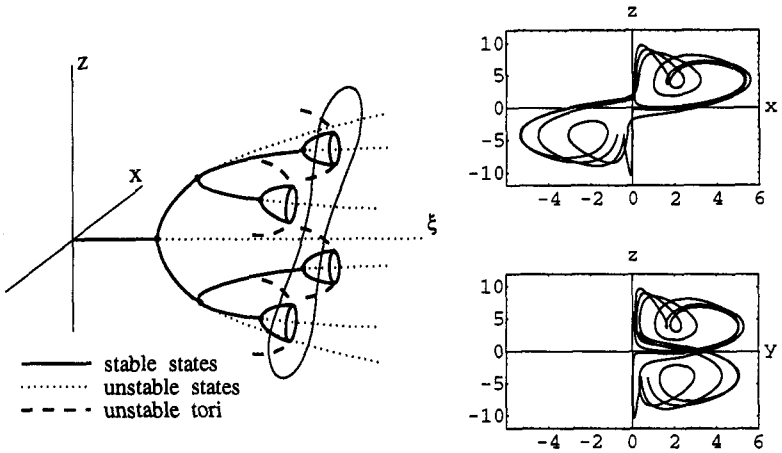 z
x
ξ
stable states
unstable states
unstable tori
z
10
5
0
-5
-10
x
-4 -2 0 2 4 6
z
10
5
0
-5
-10
y
-4 -2 0 2 4 6